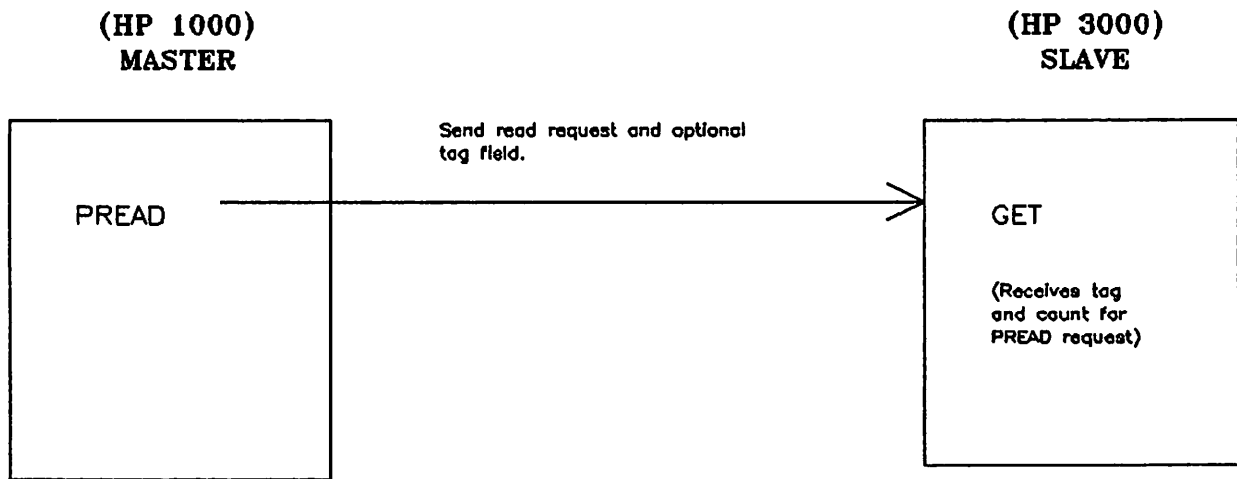 (HP 1000)
MASTER
(HP 3000)
SLAVE
Send read request and optional
tag field.
PREAD
GET
(Receives tag
and count for
PREAD request)